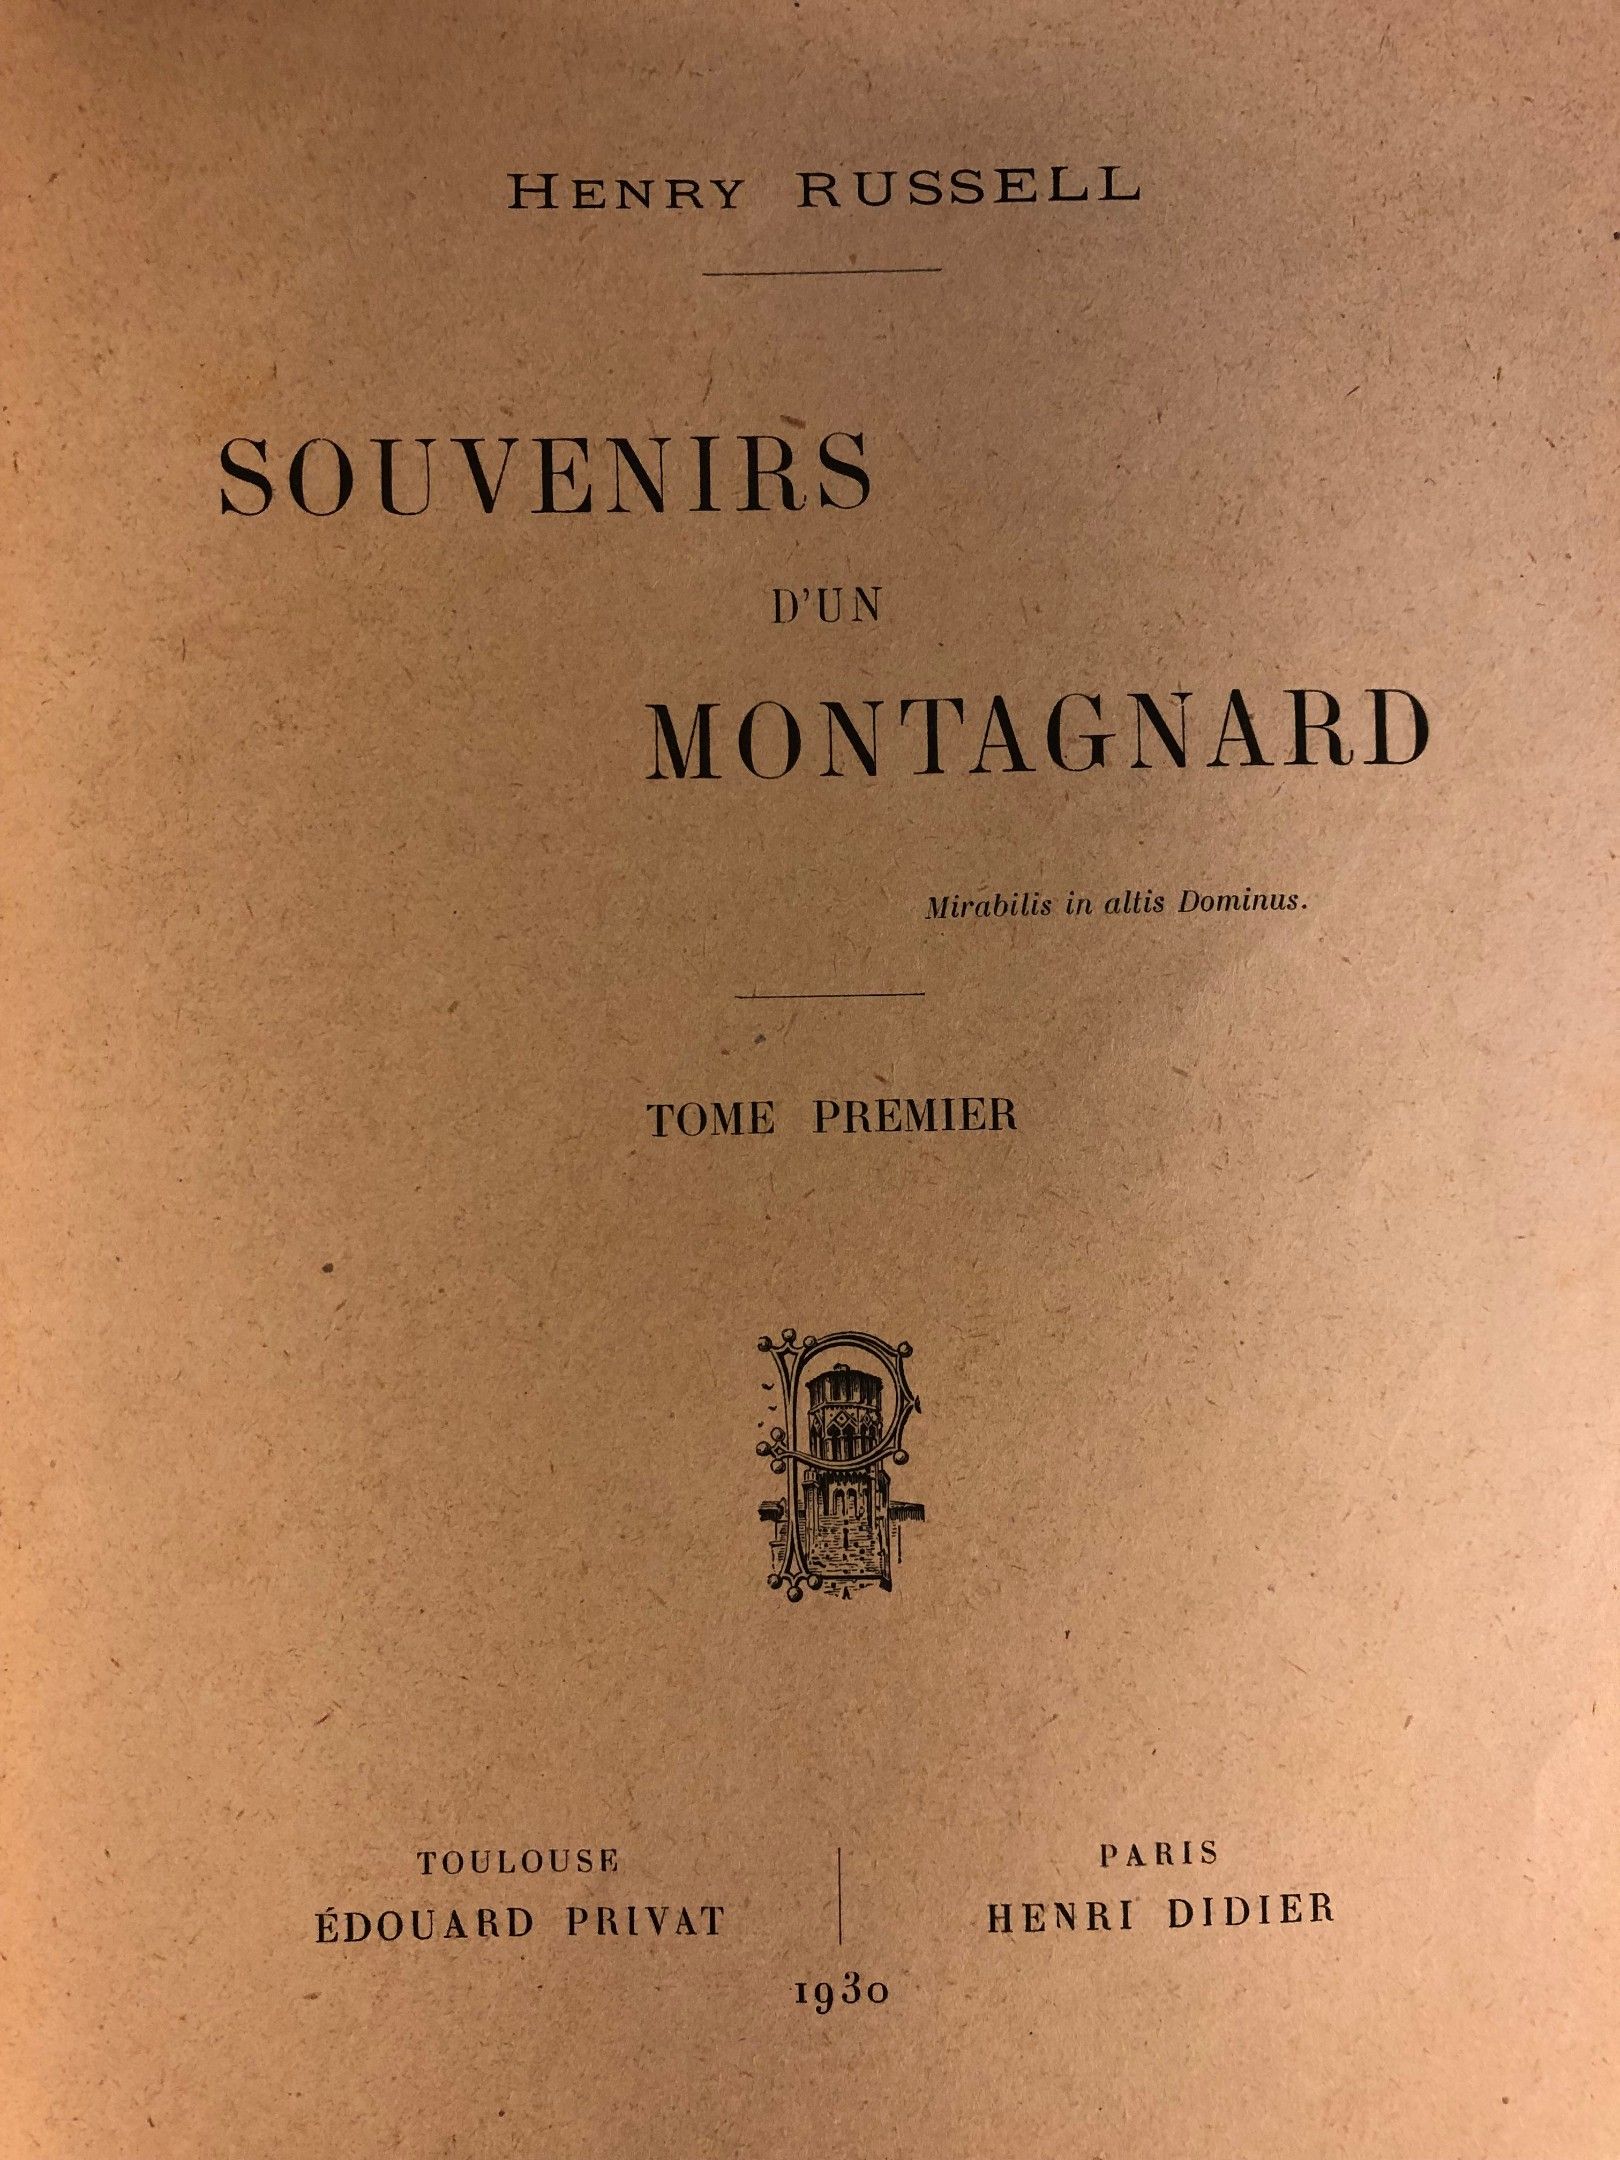 HENRY RUSSELL
SOUVENIRS
D'UN
MONTAGNARD
Mirabilis in altis Dominus.
TOME PREMIER
P
TOULOUSE
ÉDOUARD PRIVAT
PARIS
HENRI DIDIER
1930